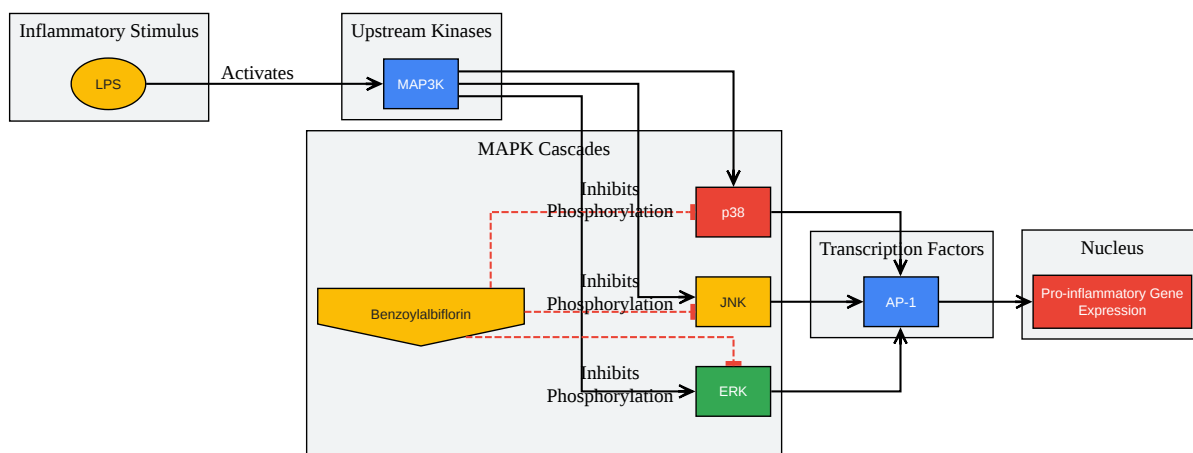 Inflammatory Stimulus
LPS
Activates
Upstream Kinases
MAP3K
MAPK Cascades
Inhibits
Phosphorylation
p38
Inhibits
Phosphorylation
JNK
Benzoylalbiflorin
Inhibits
Phosphorylation
ERK
Transcription Factors
AP-1
Nucleus
Pro-inflammatory Gene
Expression